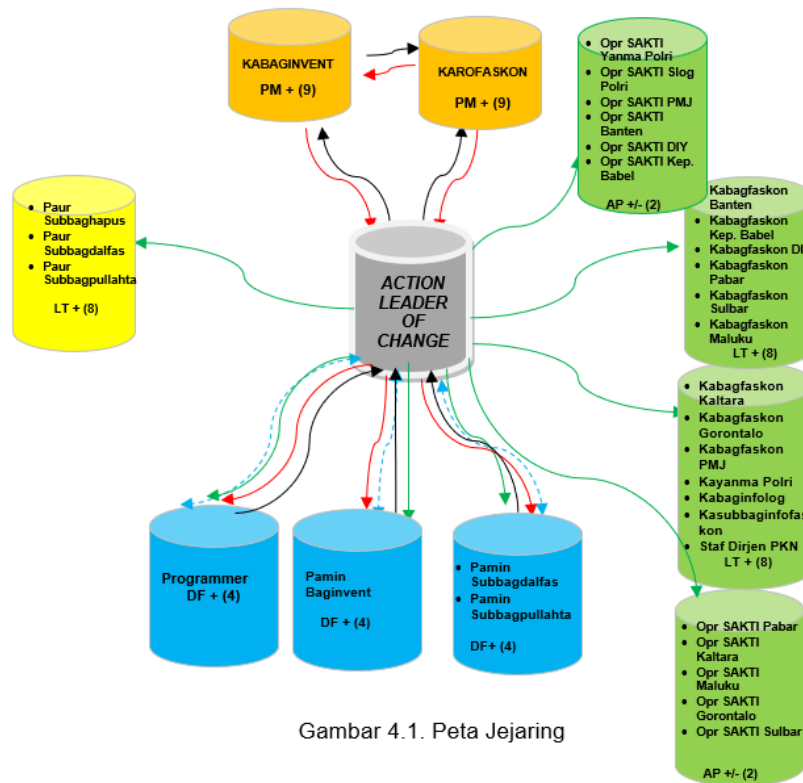 KABAGINVENT
PM + (9)
KAROFASKON
PM + (9)
• Opr SAKTI
Yanma Polri
• Opr SAKTI Slog
Polri
• Opr SAKTI PMJ
• Opr SAKTI
Banten
• Opr SAKTI DIY
• Opr SAKTI Kep.
Babel
AP +/- (2)
• Paur
Subbaghapus
• Paur
Subbagdalfas
• Paur
Subbagpullahta
LT + (8)
ACTION
LEADER
OF
CHANGE
Kabagfaskon
Banten
• Kabagfaskon
Kep. Babel
• Kabagfaskon
• Kabagfaskon
Pabar
• Kabagfaskon
Sulbar
• Kabagfaskon
Maluku
LT + (8)
• Kabagfaskon
Kaltara
• Kabagfaskon
Gorontalo
• Kabagfaskon
PMJ
• Kayanma Polri
• Kabaginfolog
• Kasubbaginfofas
kon
• Staf Dirjen PKN
LT + (8)
Programmer
DF + (4)
Pamin
Baginvent
DF + (4)
• Pamin
Subbagdalfas
• Pamin
Subbagpullahta
DF+ (4)
• Opr SAKTI Pabar
• Opr SAKTI
Kaltara
• Opr SAKTI
Maluku
• Opr SAKTI
Gorontalo
• Opr SAKTI Sulbar
AP +/- (2)
Gambar 4.1. Peta Jejaring